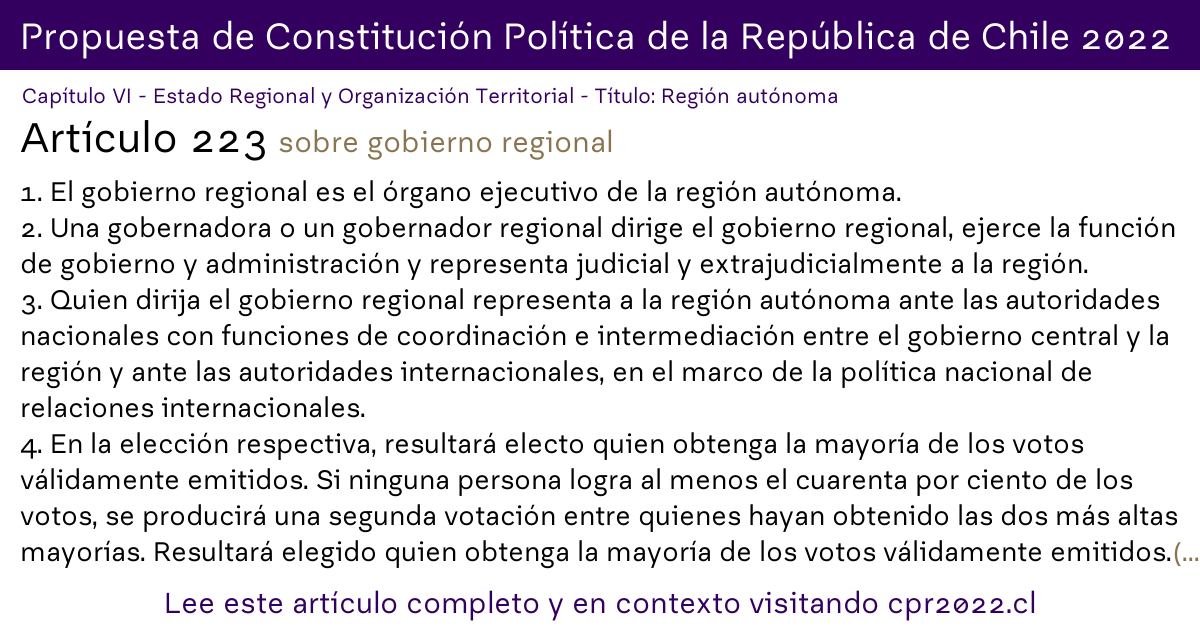 Propuesta de Constitución Política de la República de Chile 2022
Capítulo VI - Estado Regional y Organización Territorial - Título: Región autónoma
Artículo 223 sobre gobierno regional
1. El gobierno regional es el órgano ejecutivo de la región autónoma.
2. Una gobernadora o un gobernador regional dirige el gobierno regional, ejerce la función
de gobierno y administración y representa judicial y extrajudicialmente a la región.
3. Quien dirija el gobierno regional representa a la región autónoma ante las autoridades
nacionales con funciones de coordinación e intermediación entre el gobierno central y la
región y ante las autoridades internacionales, en el marco de la política nacional de
relaciones internacionales.
4. En la elección respectiva, resultará electo quien obtenga la mayoría de los votos
válidamente emitidos. Si ninguna persona logra al menos el cuarenta por ciento de los
votos, se producirá una segunda votación entre quienes hayan obtenido las dos más altas
mayorías. Resultará elegido quien obtenga la mayoría de los votos válidamente emitidos.(...
Lee este artículo completo y en contexto visitando cpr2022.cl